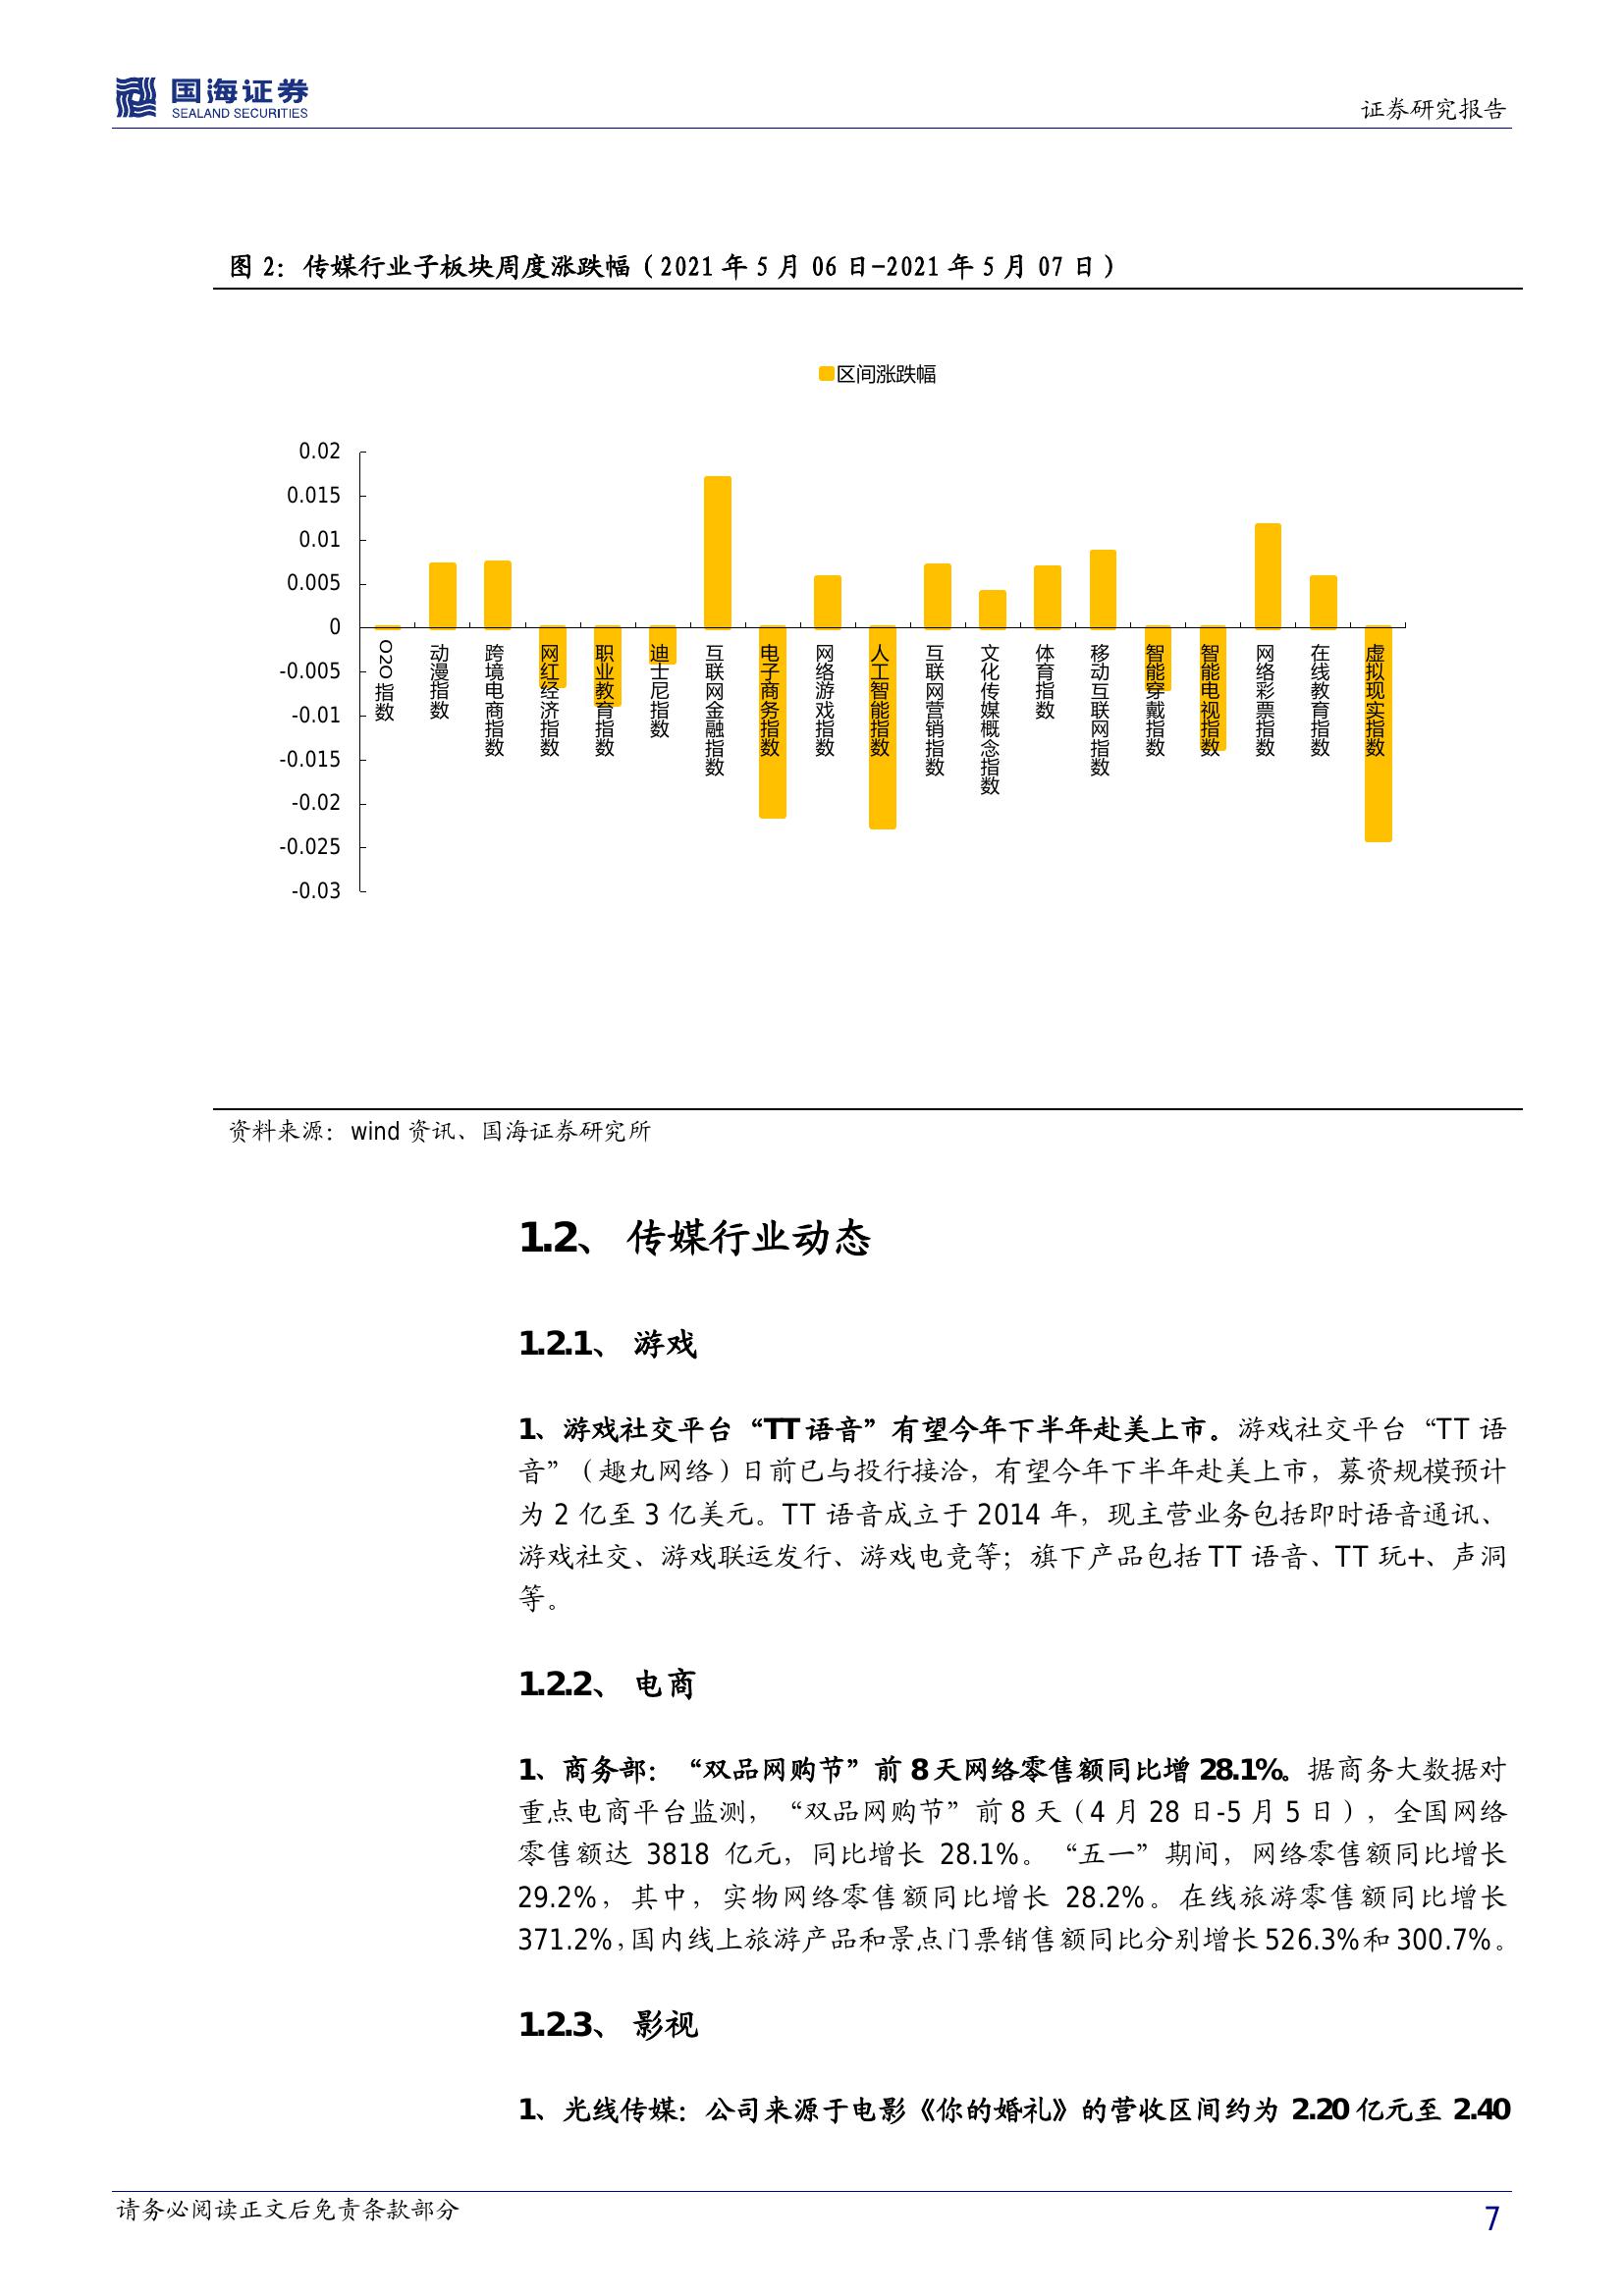 国海证券
SEALAND SECURITIES
证券研究报告
图 2：传媒行业子板块周度涨跌幅（2021 年 5 月 06 日-2021 年 5 月 07 日）
区间涨跌幅
0.02
0.015
0.01
0.005
0
-0.005
-0.01
-0.015
-0.02
-0.025
-0.03
O2O 指数
动漫指数
跨境电商指数
网红经济指数
职业教育指数
迪士尼指数
互联网金融指数
电子商务指数
网络游戏指数
人工智能指数
互联网营销指数
文化传媒概念指数
体育指数
移动互联网指数
智能穿戴指数
智能电视指数
网络彩票指数
在线教育指数
虚拟现实指数
资料来源：wind 资讯、国海证券研究所
1.2、 传媒行业动态
1.2.1、 游戏
1、游戏社交平台“TT 语音”有望今年下半年赴美上市。游戏社交平台“TT 语
音”（趣丸网络）日前已与投行接洽，有望今年下半年赴美上市，募资规模预计
为 2 亿至 3 亿美元。TT 语音成立于 2014 年，现主营业务包括即时语音通讯、
游戏社交、游戏联运发行、游戏电竞等；旗下产品包括 TT 语音、TT 玩+、声洞
等。
1.2.2、 电商
1、商务部：“双品网购节”前 8 天网络零售额同比增 28.1%。据商务大数据对
重点电商平台监测，“双品网购节”前 8 天（4 月 28 日-5 月 5 日），全国网络
零售额达 3818 亿元，同比增长 28.1%。“五一”期间，网络零售额同比增长
29.2%，其中，实物网络零售额同比增长 28.2%。在线旅游零售额同比增长
371.2%，国内线上旅游产品和景点门票销售额同比分别增长 526.3%和 300.7%。
1.2.3、 影视
1、光线传媒：公司来源于电影《你的婚礼》的营收区间约为 2.20 亿元至 2.40
请务必阅读正文后免责条款部分
7